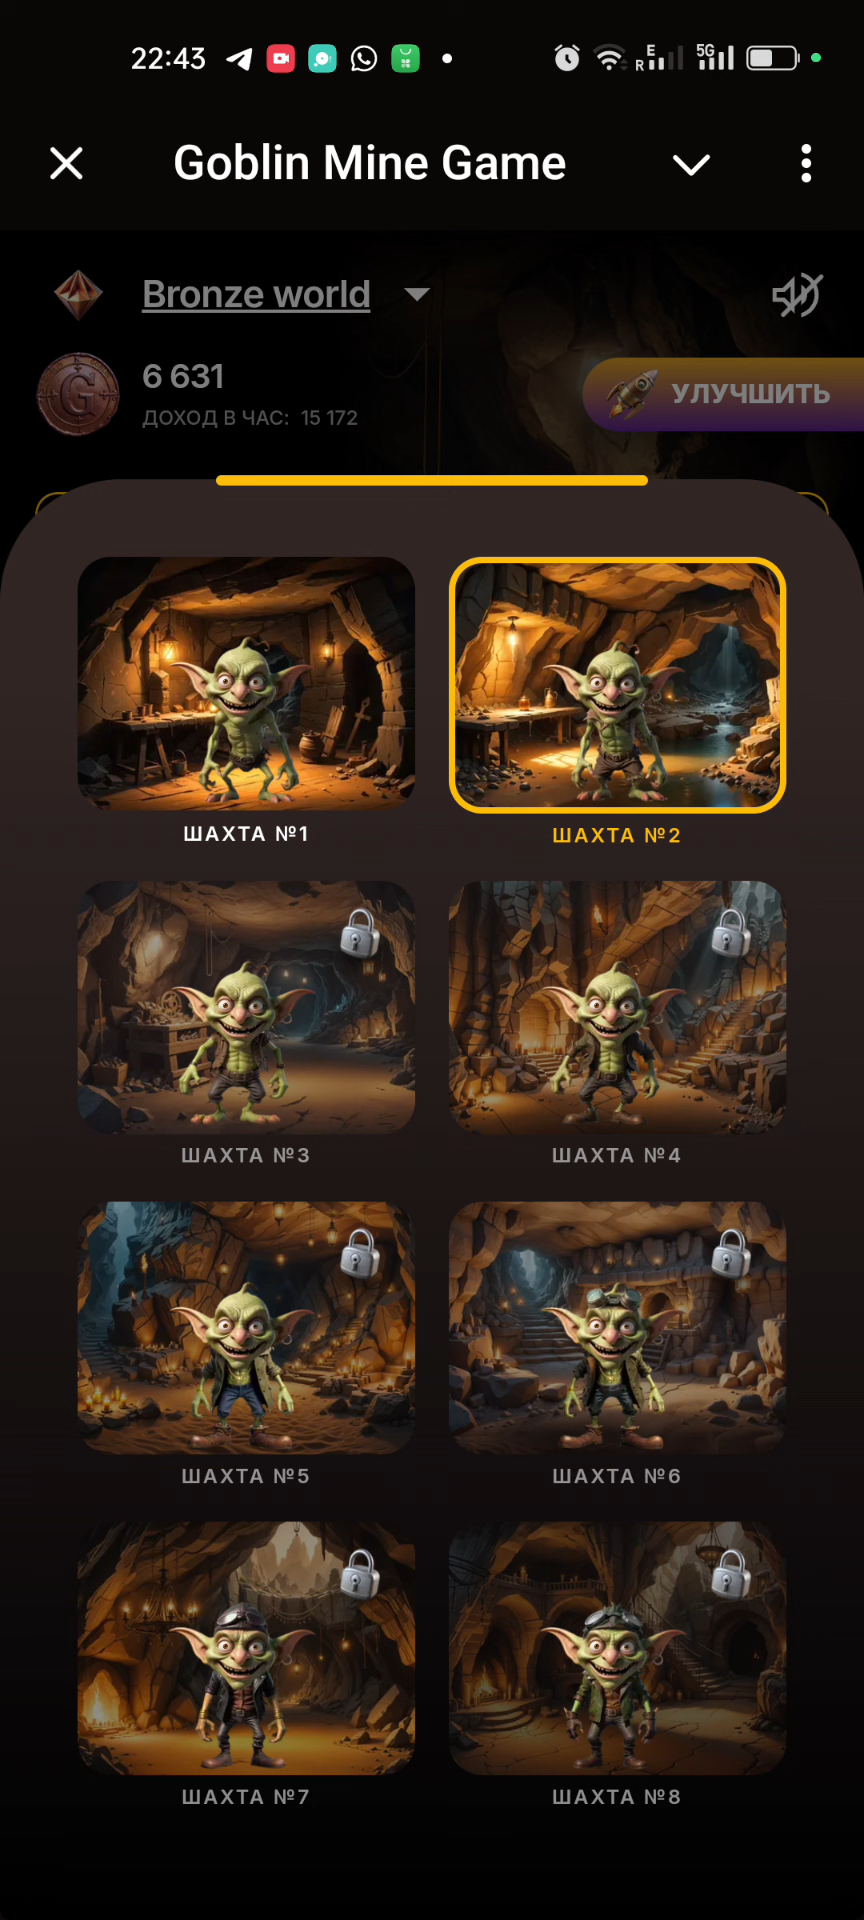 22:43
R E 5G
Goblin Mine Game
Bronze world
6 631
ДОХОД В ЧАС: 15 172
УЛУЧШИТЬ
ШАХТА №1
ШАХТА №2
ШАХТА №3
ШАХТА №4
ШАХТА №5
ШАХТА №6
ШАХТА №7
ШАХТА №8